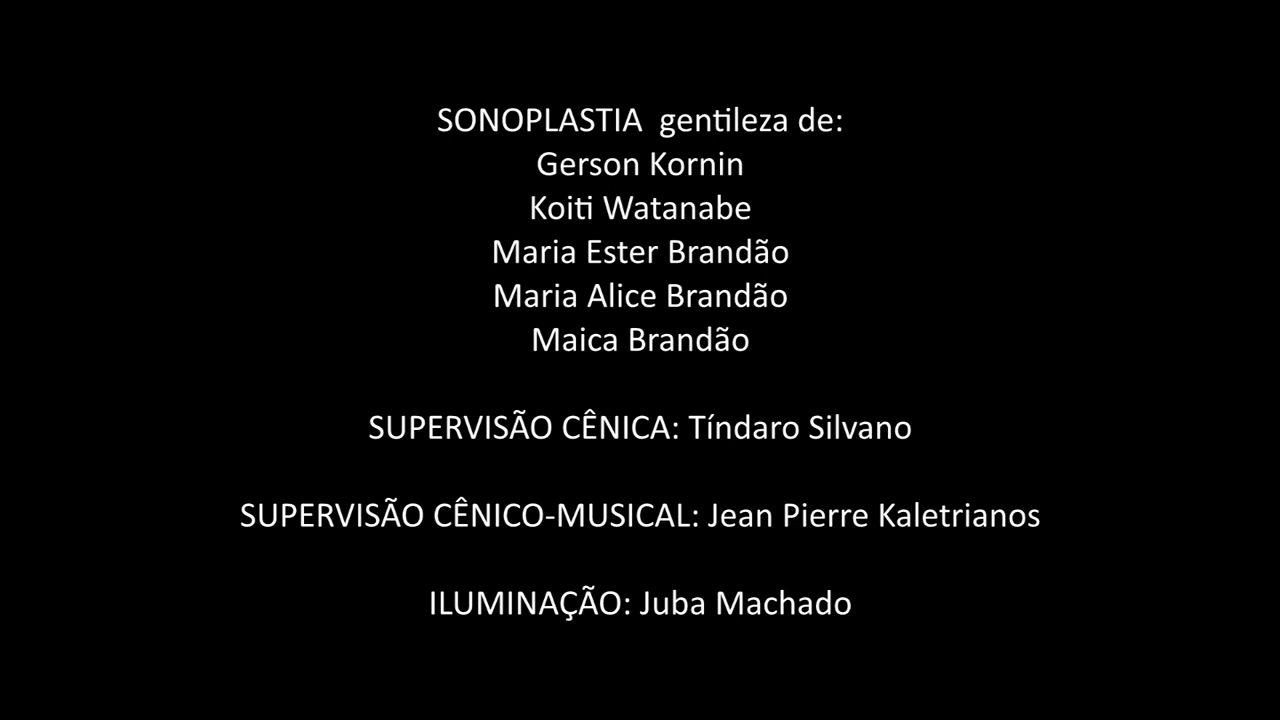 SONOPLASTIA  gentileza de:
Gerson Kornin
Koiti Watanabe
Maria Ester Brandão
Maria Alice Brandão
Maica Brandão
SUPERVISÃO CÊNICA: Tíndaro Silvano
SUPERVISÃO CÊNICO-MUSICAL: Jean Pierre Kaletrianos
ILUMINAÇÃO: Juba Machado